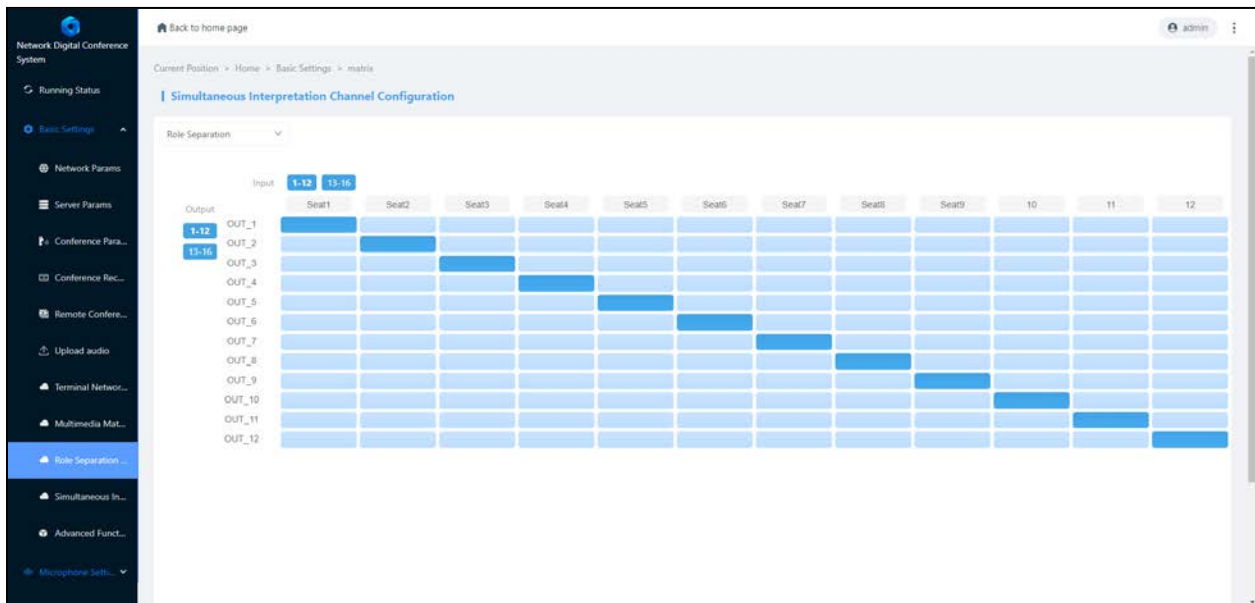 Network Digital Conference
System
Back to home page
admin
Current Position > Home > Basic Settings > matrix
Running Status
Simultaneous Interpretation Channel Configuration
Basic Settings
Role Separation
Network Params
Input 1-12 13-16
Server Params
Output Seat1 Seat2 Seat3 Seat4 Seat5 Seat6 Seat7 Seat8 Seat9 10 11 12
1-12
13-16
OUT_1
OUT_2
OUT_3
OUT_4
OUT_5
OUT_6
OUT_7
OUT_8
OUT_9
OUT_10
OUT_11
OUT_12
Conference Para...
Conference Rec...
Remote Confere...
Upload audio
Terminal Networ...
Multimedia Mat...
Role Separation ...
Simultaneous In...
Advanced Funct...
Microphone Setti...